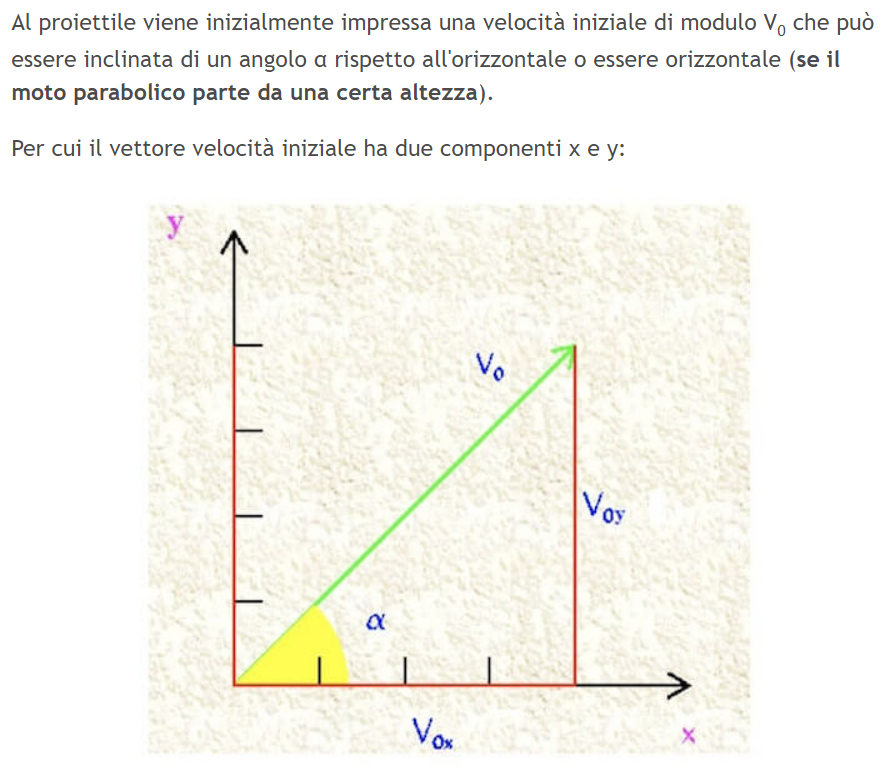 Al proiettile viene inizialmente impressa una velocità iniziale di modulo V₀ che può
essere inclinata di un angolo α rispetto all'orizzontale o essere orizzontale (se il
moto parabolico parte da una certa altezza).
Per cui il vettore velocità iniziale ha due componenti x e y:
y
V₀
V₀y
α
V₀x
x